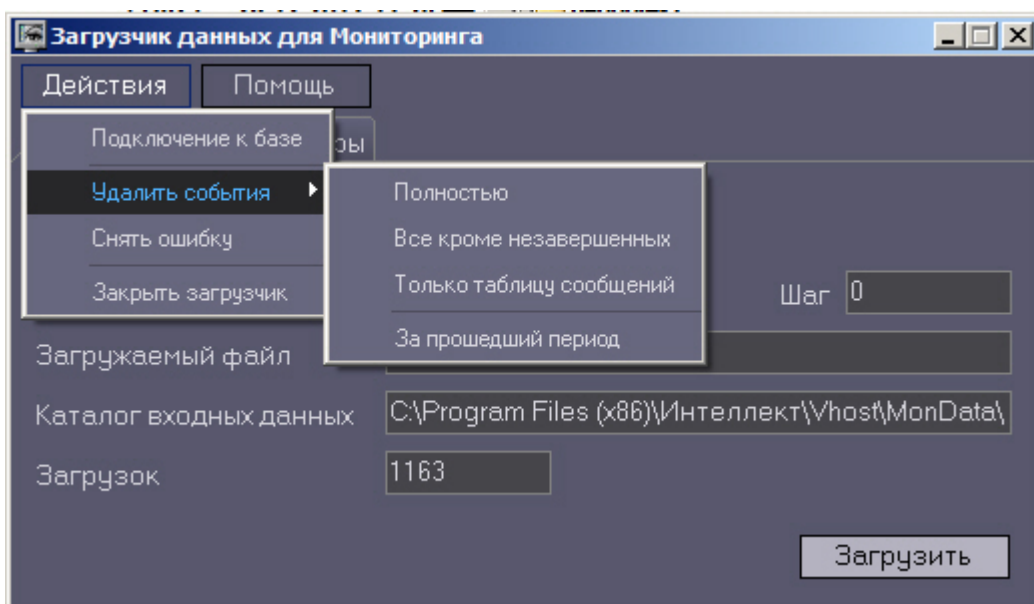 Загрузчик данных для Мониторинга
Действия Помощь
Подключение к базе
ры
Удалить события
Полностью
Снять ошибку
Все кроме незавершенных
Закрыть загрузчик
Только таблицу сообщений
Шаг 0
За прошедший период
Загружаемый файл
Каталог входных данных C:\Program Files (x86)\Интеллект\Vhost\MonData\
Загрузок 1163
Загрузить